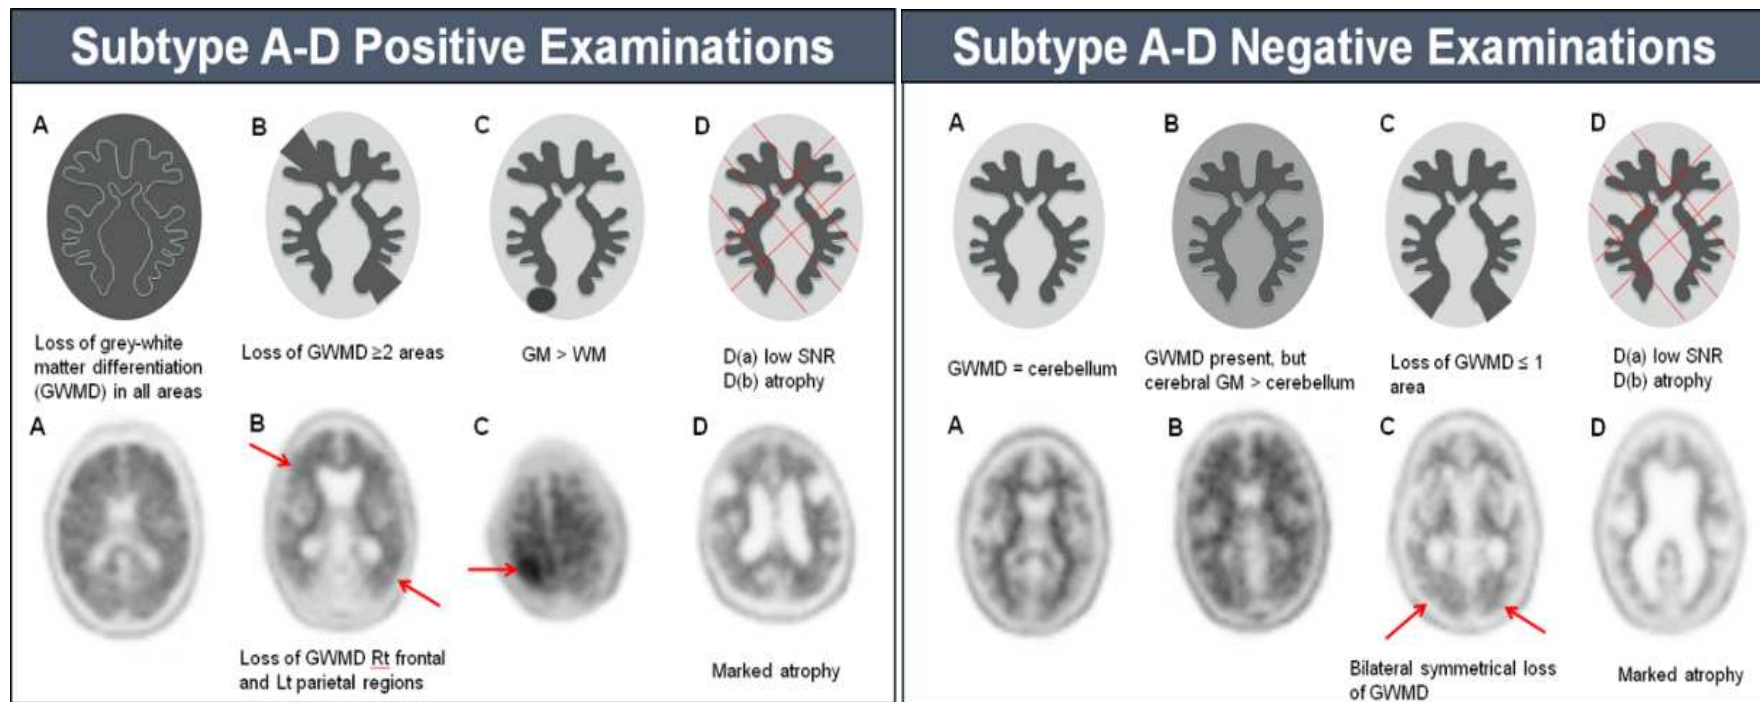 Subtype A-D Positive Examinations
A
B
C
D
Loss of grey-white
matter differentiation
(GWMD) in all areas
Loss of GWMD ≥2 areas
GM > WM
D(a) low SNR
D(b) atrophy
A
B
C
D
Loss of GWMD Rt frontal
and Lt parietal regions
Marked atrophy
Subtype A-D Negative Examinations
A
B
C
D
GWMD = cerebellum
GWMD present, but
cerebral GM > cerebellum
Loss of GWMD ≤ 1
area
D(a) low SNR
D(b) atrophy
A
B
C
D
Bilateral symmetrical loss
of GWMD
Marked atrophy